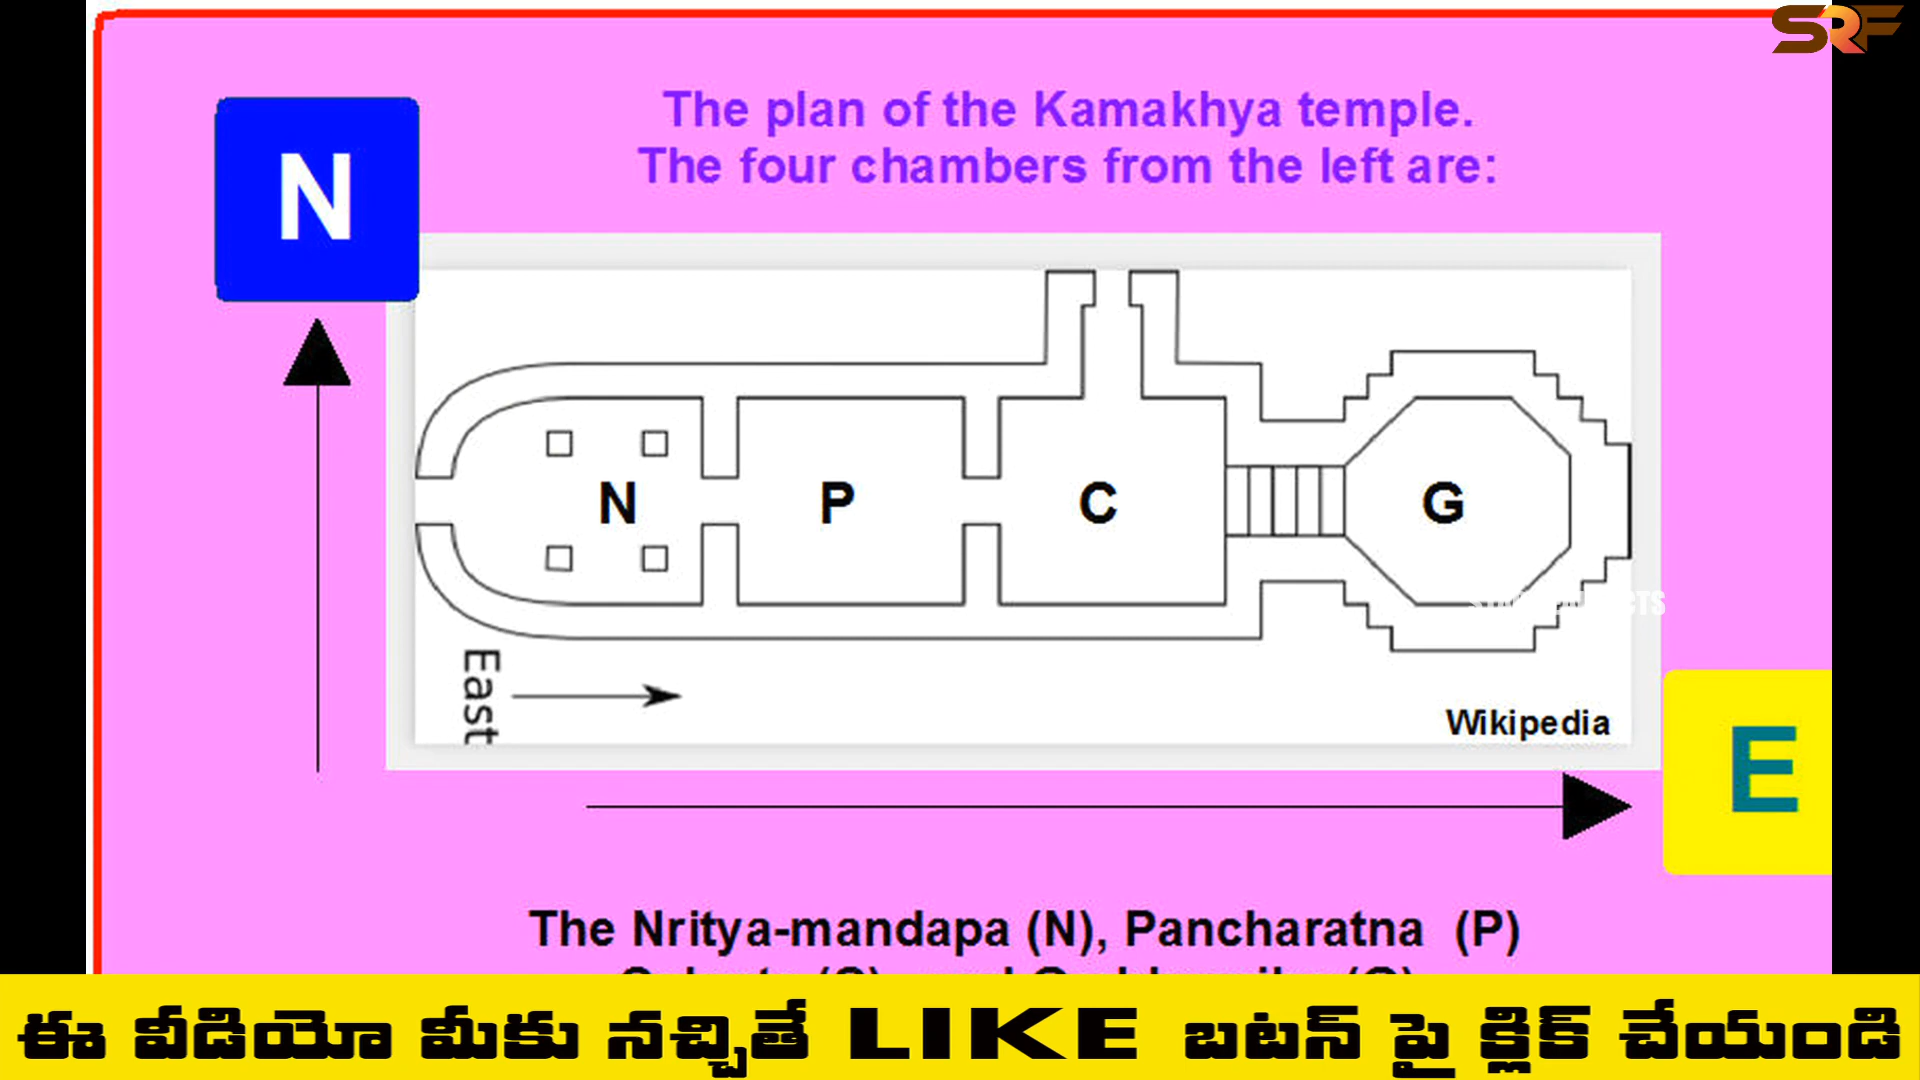 SRF
The plan of the Kamakhya temple.
The four chambers from the left are:
N
N P C G
East
Wikipedia
E
The Nritya-mandapa (N), Pancharatna (P)
ఈ వీడియో మీకు నచ్చితే LIKE బటన్ పై క్లిక్ చేయండి